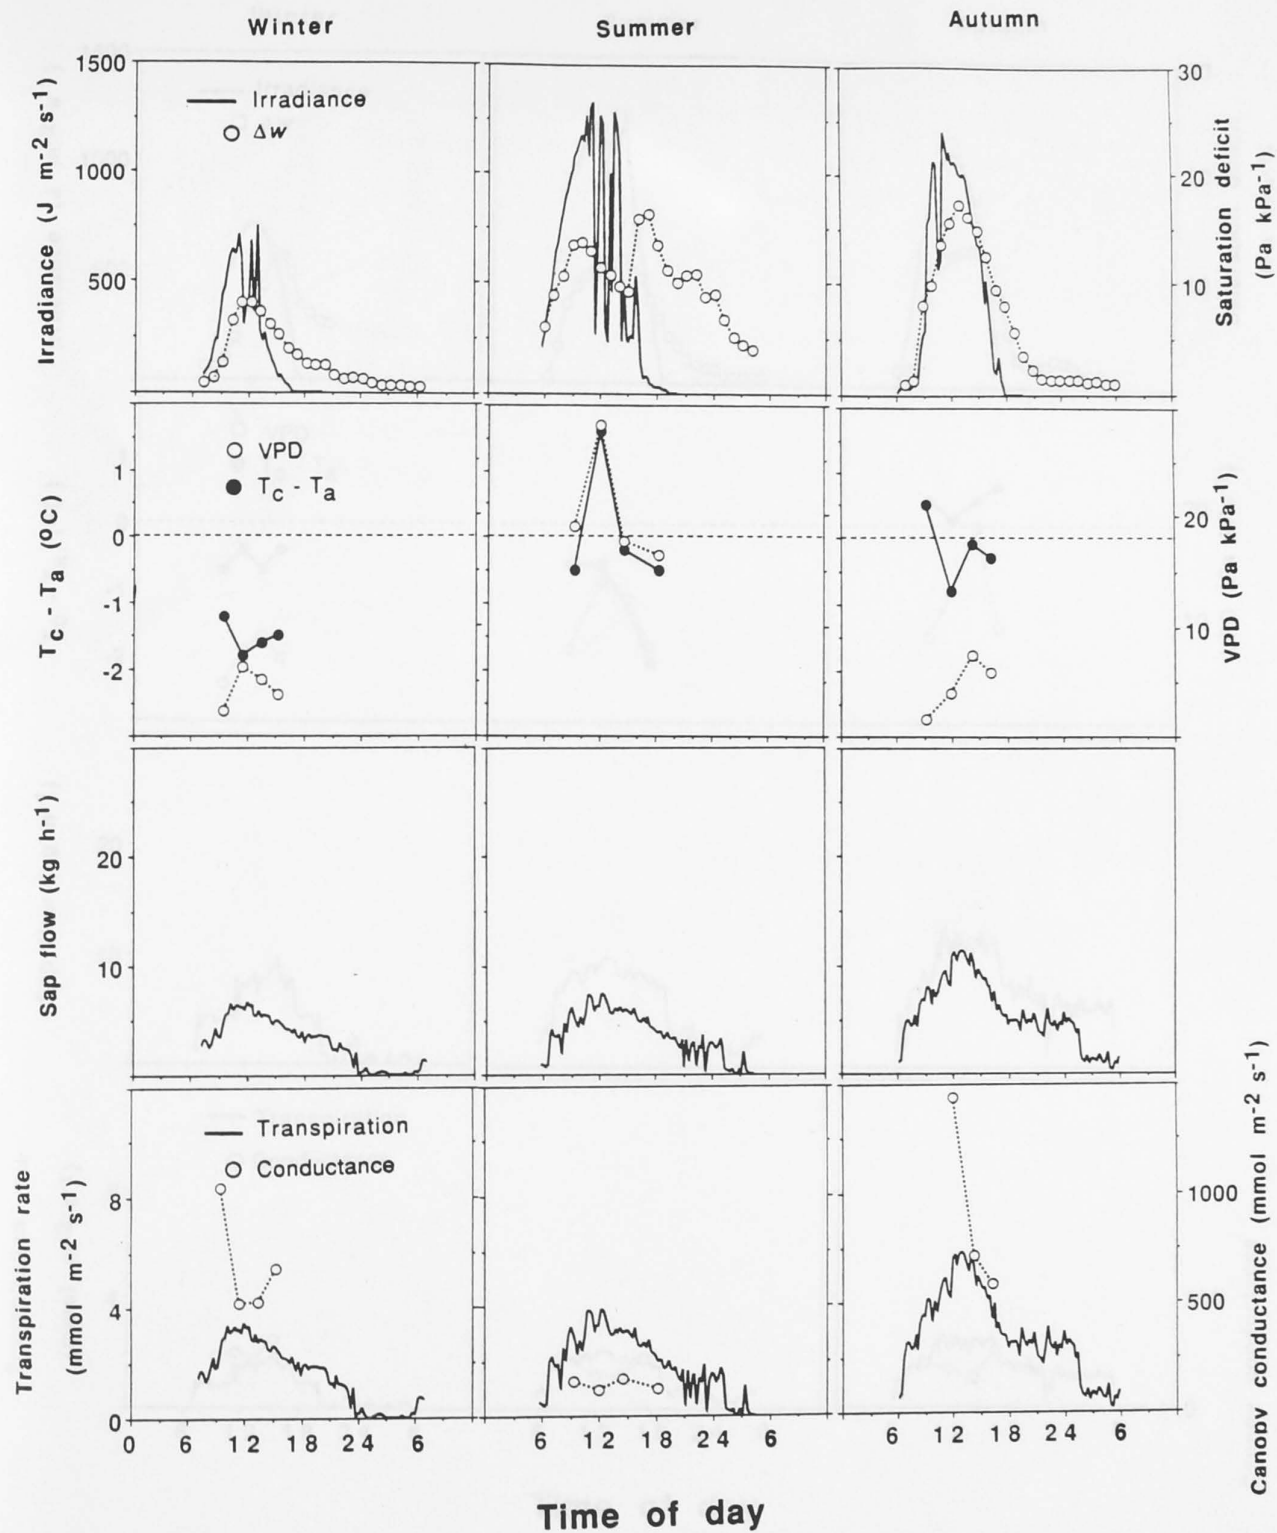 Winter
Summer
Autumn
1500
1000
500
Irradiance (J m-2 s-1)
Irradiance
Δw
30
20
10
Saturation deficit
(Pa kPa-1)
1
0
-1
-2
Tc - Ta (oC)
VPD
Tc - Ta
20
10
VPD (Pa kPa-1)
20
10
Sap flow (kg h-1)
8
4
0
Transpiration rate
(mmol m-2 s-1)
Transpiration
Conductance
1000
500
Canopy conductance (mmol m-2 s-1)
0 6 12 18 24 6
6 12 18 24 6
6 12 18 24 6
Time of day